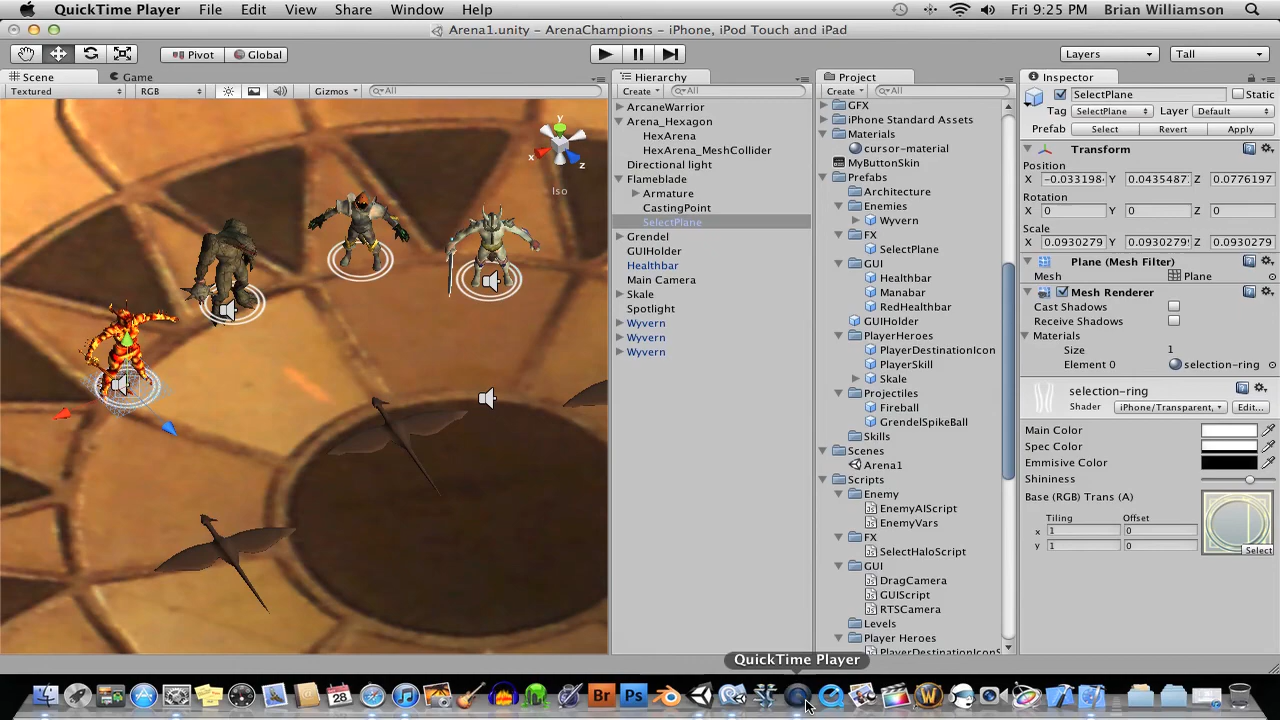 QuickTime Player File Edit View Share Window Help Fri 9:25 PM Brian Williamson
Arena1.unity - ArenaChampions - iPhone, iPod Touch and iPad
Pivot Global Layers Tall
Scene Game
Textured RGB Gizmos All
y
x
z
Iso
Hierarchy
Create All
ArcaneWarrior
Arena_Hexagon
HexArena
HexArena_MeshCollider
Directional light
Flameblade
Armature
CastingPoint
SelectPlane
Grendel
GUIHolder
Healthbar
Main Camera
Skale
Spotlight
Wyvern
Wyvern
Wyvern
Project
Create All
GFX
iPhone Standard Assets
Materials
cursor-material
MyButtonSkin
Prefabs
Architecture
Enemies
Wyvern
FX
SelectPlane
GUI
Healthbar
Manabar
RedHealthbar
GUIHolder
PlayerHeroes
PlayerDestinationIcon
PlayerSkill
Skale
Projectiles
Fireball
GrendelSpikeBall
Skills
Scenes
Arena1
Scripts
Enemy
EnemyAIScript
EnemyVars
FX
SelectHaloScript
GUI
DragCamera
GUIScript
RTSCamera
Levels
Player Heroes
PlayerDestinationIconS
Inspector
SelectPlane Static
Tag SelectPlane Layer Default
Prefab Select Revert Apply
Transform
Position
X -0.033198 Y 0.0435487 Z 0.0776197
Rotation
X 0 Y 0 Z 0
Scale
X 0.0930279 Y 0.0930279 Z 0.0930279
Plane (Mesh Filter)
Mesh Plane
Mesh Renderer
Cast Shadows
Receive Shadows
Materials
Size 1
Element 0 selection-ring
selection-ring
Shader iPhone/Transparent, Edit...
Main Color
Spec Color
Emmisive Color
Shininess
Base (RGB) Trans (A)
Tiling Offset
x 1 0
y 1 0
Select
QuickTime Player
28
Br Ps